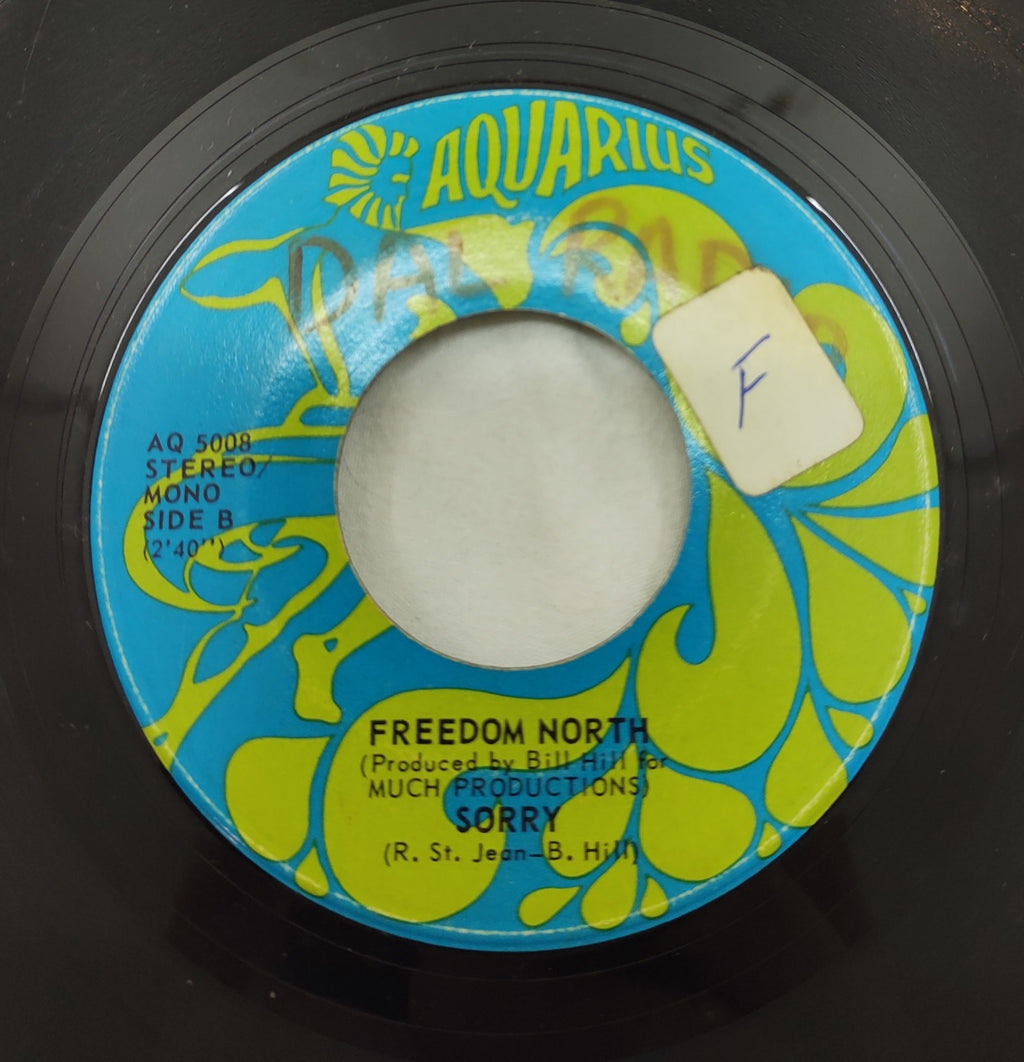 AQUARIUS
PAL
F
AQ 5008
STEREO/
MONO
SIDE B
(2'40'')
FREEDOM NORTH
(Produced by Bill Hill for
MUCH PRODUCTIONS)
SORRY
(R. St. Jean-B. Hill)